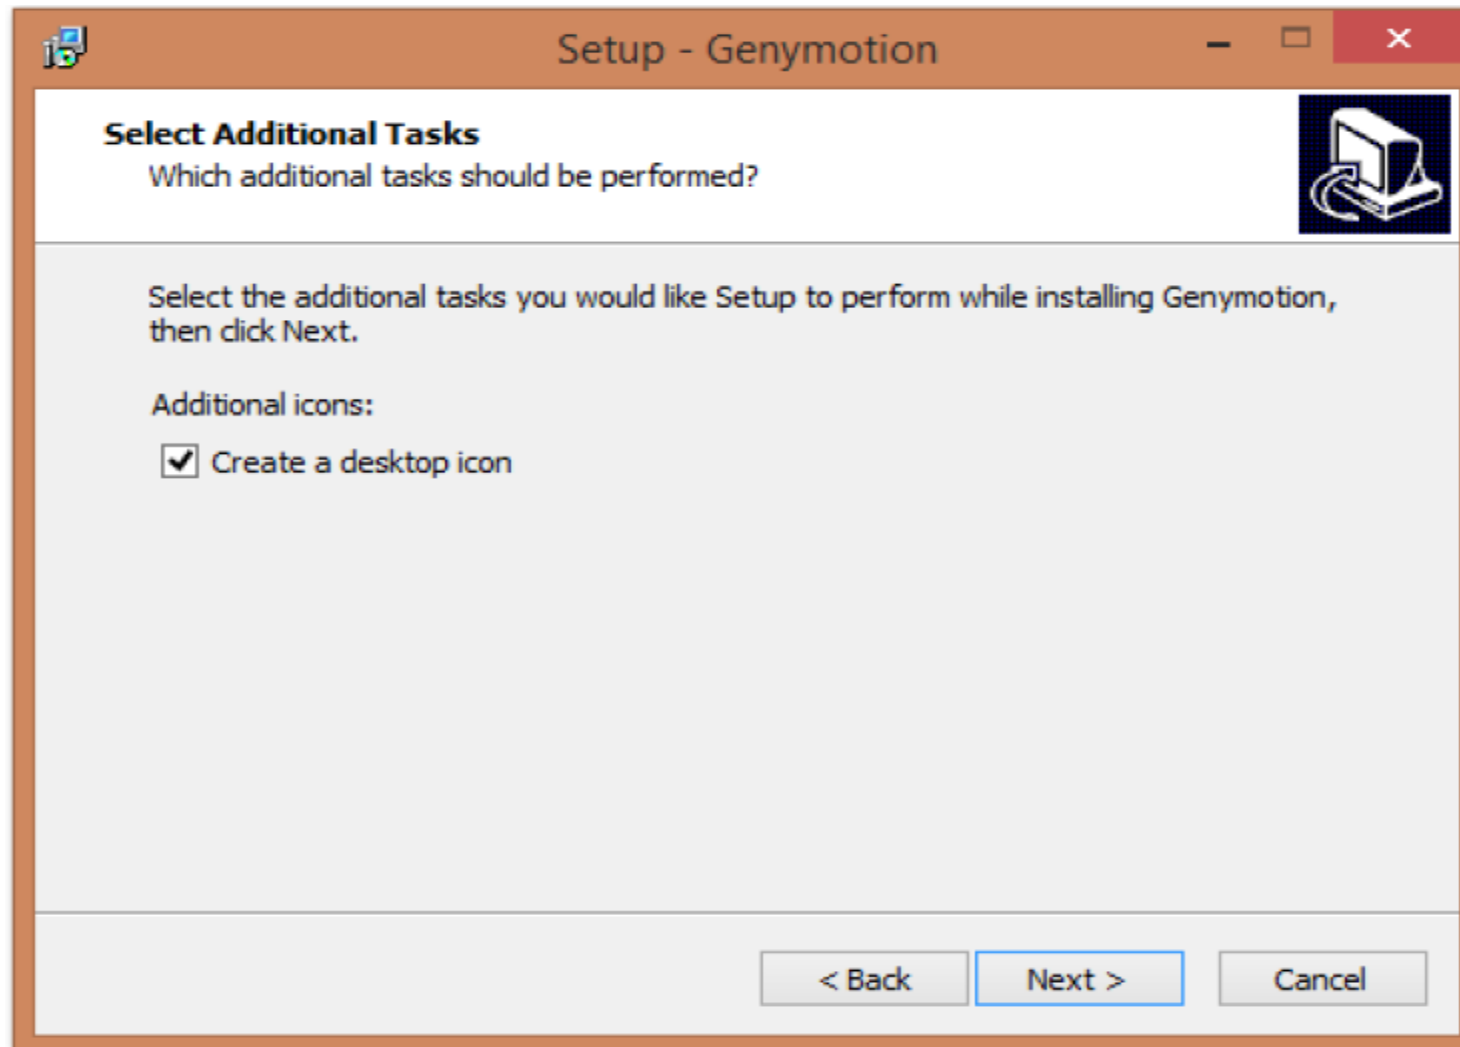 Setup - Genymotion
Select Additional Tasks
Which additional tasks should be performed?
Select the additional tasks you would like Setup to perform while installing Genymotion,
then click Next.
Additional icons:
Create a desktop icon
< Back
Next >
Cancel